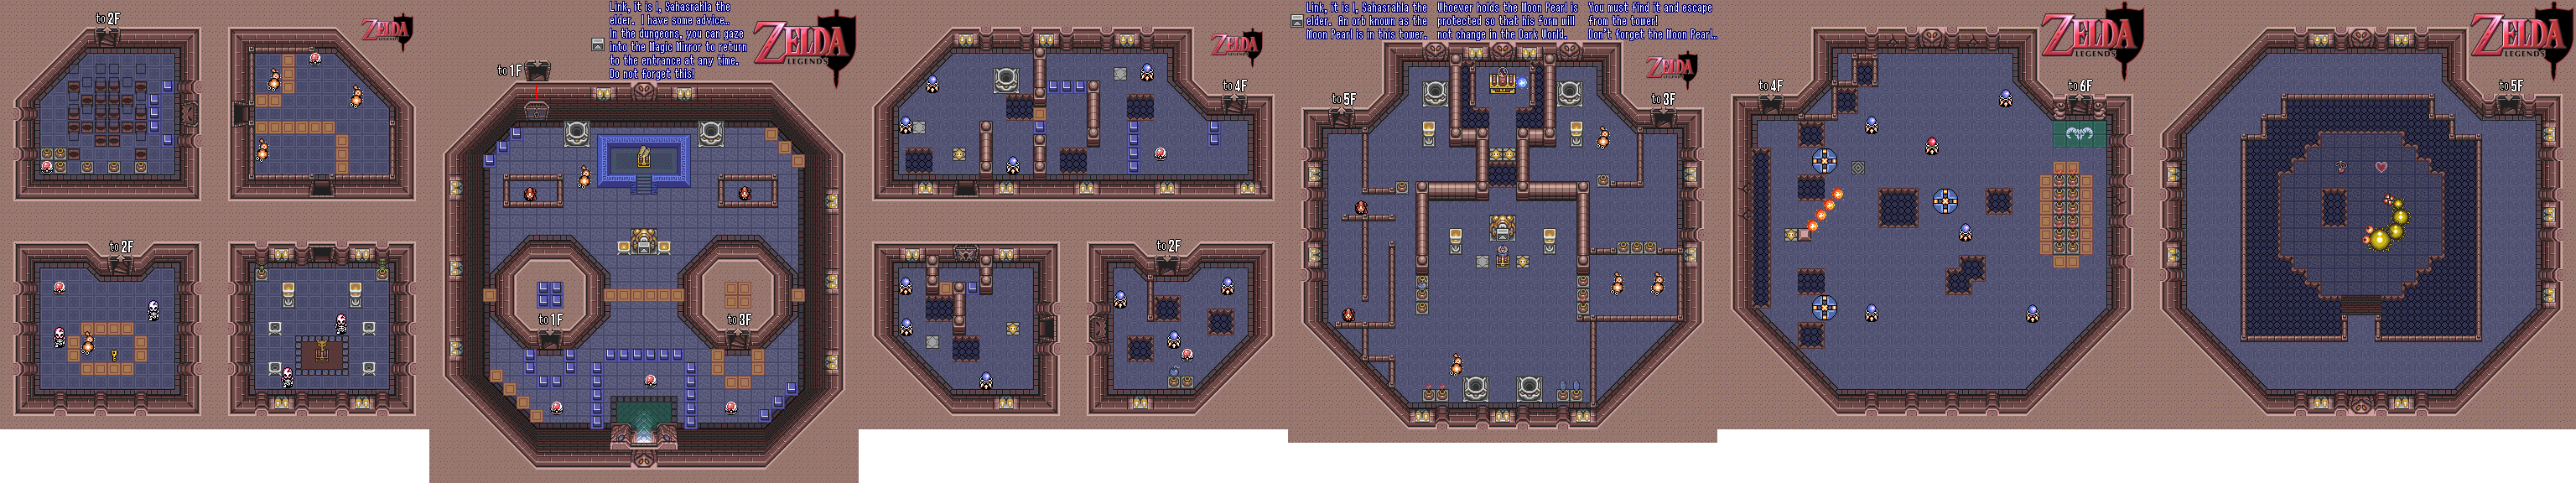 to 2F
ZELDA
LEGENDS
to 2F
Link, it is I, Sahasrahla the
elder. I have some advice..
In the dungeons, you can gaze
into the Magic Mirror to return
to the entrance at any time.
Do not forget this!
ZELDA
LEGENDS
to 1F
to 1F
to 3F
ZELDA
LEGENDS
to 4F
to 2F
Link, it is I, Sahasrahla the
elder. An orb known as the
Moon Pearl is in this tower.
Whoever holds the Moon Pearl is
protected so that his form will
not change in the Dark World.
You must find it and escape
from the tower!
Don't forget the Moon Pearl..
ZELDA
LEGENDS
to 5F
to 3F
ZELDA
LEGENDS
to 4F
to 6F
ZELDA
LEGENDS
to 5F